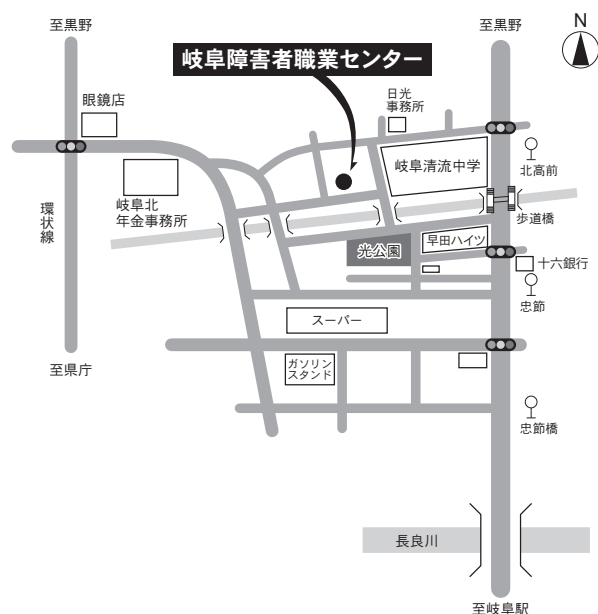 至黒野
至黒野
N
岐阜障害者職業センター
眼鏡店
日光
事務所
岐阜清流中学
北高前
岐阜北
年金事務所
環状線
歩道橋
早田ハイツ
光公園
十六銀行
忠節
スーパー
至県庁
ガソリン
スタンド
忠節橋
長良川
至岐阜駅